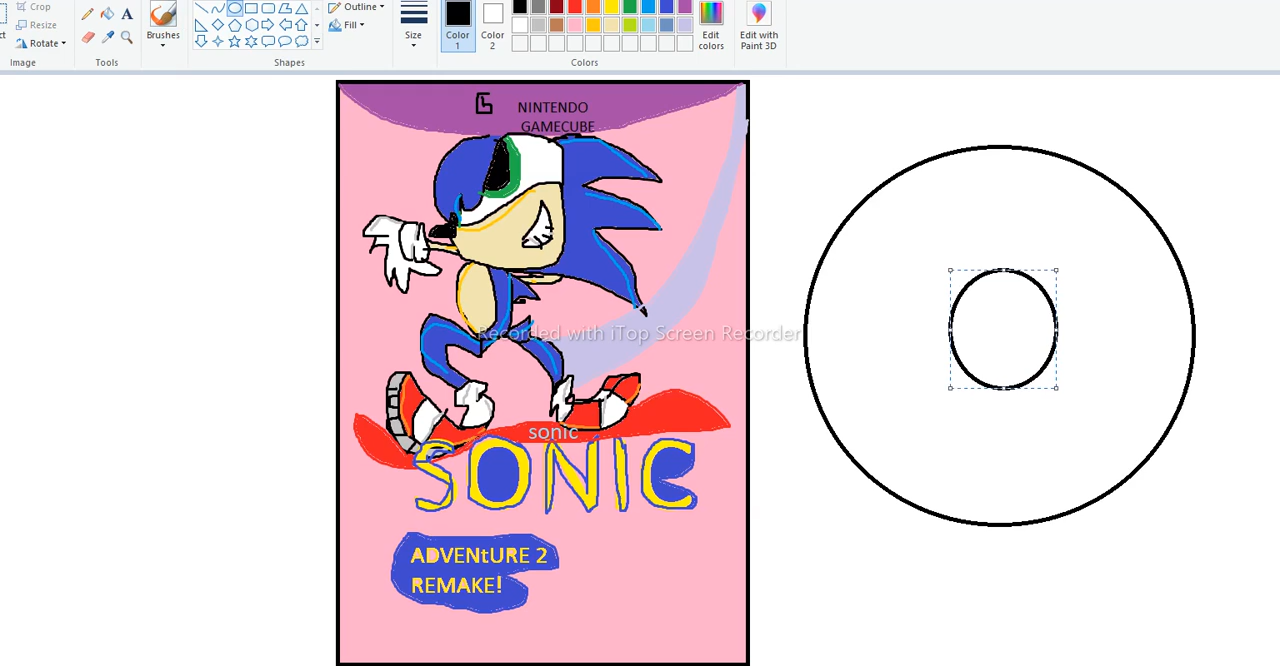 Crop
Resize
Rotate
Image
A
Tools
Brushes
Outline
Fill
Shapes
Size
Color
1
Color
2
Edit
colors
Colors
Edit with
Paint 3D
NINTENDO
GAMECUBE
Recorded with iTop Screen Recorder
sonic
SONIC
ADVENtURE 2
REMAKE!